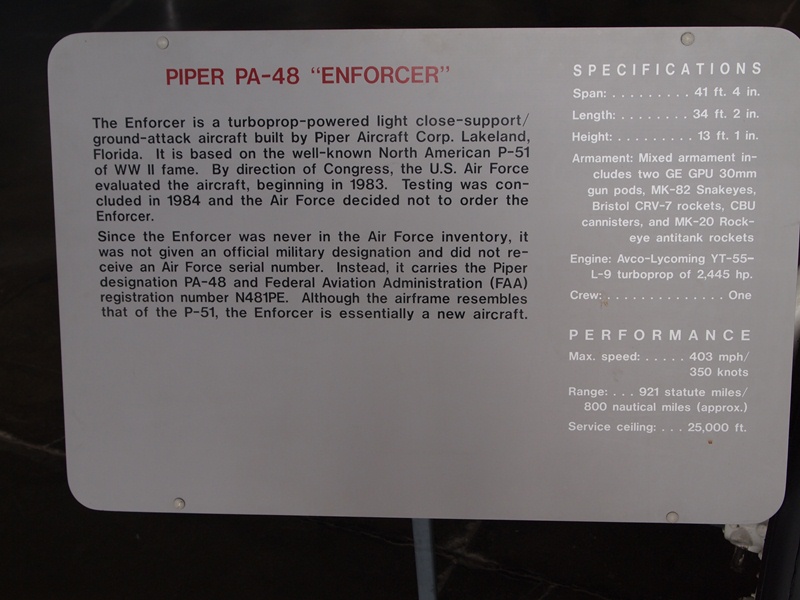 PIPER PA-48 "ENFORCER"
The Enforcer is a turboprop-powered light close-support/
ground-attack aircraft built by Piper Aircraft Corp. Lakeland,
Florida. It is based on the well-known North American P-51
of WW II fame. By direction of Congress, the U.S. Air Force
evaluated the aircraft, beginning in 1983. Testing was con-
cluded in 1984 and the Air Force decided not to order the
Enforcer.
Since the Enforcer was never in the Air Force inventory, it
was not given an official military designation and did not re-
ceive an Air Force serial number. Instead, it carries the Piper
designation PA-48 and Federal Aviation Administration (FAA)
registration number N481PE. Although the airframe resembles
that of the P-51, the Enforcer is essentially a new aircraft.
SPECIFICATIONS
Span: . . . . . . . . . 41 ft. 4 in.
Length: . . . . . . . . 34 ft. 2 in.
Height: . . . . . . . . . 13 ft. 1 in.
Armament: Mixed armament in-
cludes two GE GPU 30mm
gun pods, MK-82 Snakeyes,
Bristol CRV-7 rockets, CBU
cannisters, and MK-20 Rock-
eye antitank rockets
Engine: Avco-Lycoming YT-55-
L-9 turboprop of 2,445 hp.
Crew: . . . . . . . . . . . . . . One
PERFORMANCE
Max. speed: . . . . . 403 mph/
350 knots
Range: . . . 921 statute miles/
800 nautical miles (approx.)
Service ceiling: . . . 25,000 ft.